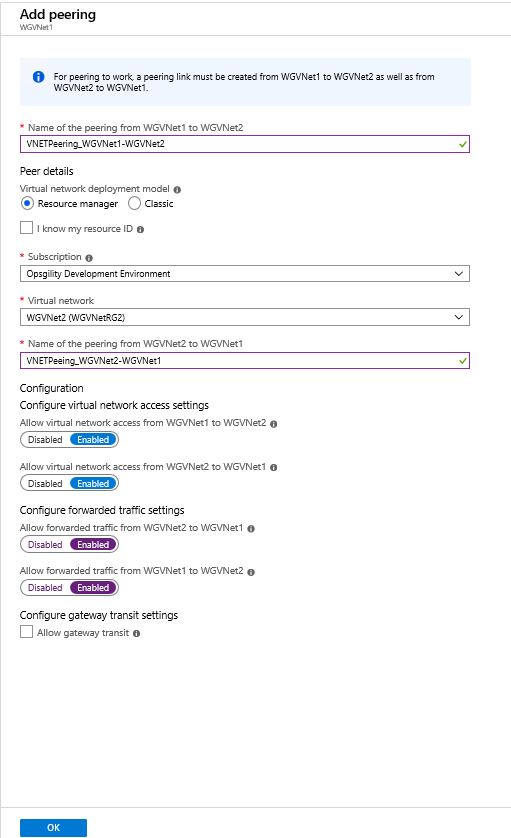 Add peering
WGVNet1
For peering to work, a peering link must be created from WGVNet1 to WGVNet2 as well as from
WGVNet2 to WGVNet1.
* Name of the peering from WGVNet1 to WGVNet2
VNETPeering_WGVNet1-WGVNet2
Peer details
Virtual network deployment model
Resource manager Classic
I know my resource ID
* Subscription
Opsgility Development Environment
* Virtual network
WGVNet2 (WGVNetRG2)
* Name of the peering from WGVNet2 to WGVNet1
VNETPeeing_WGVNet2-WGVNet1
Configuration
Configure virtual network access settings
Allow virtual network access from WGVNet1 to WGVNet2
Disabled Enabled
Allow virtual network access from WGVNet2 to WGVNet1
Disabled Enabled
Configure forwarded traffic settings
Allow forwarded traffic from WGVNet2 to WGVNet1
Disabled Enabled
Allow forwarded traffic from WGVNet1 to WGVNet2
Disabled Enabled
Configure gateway transit settings
Allow gateway transit
OK